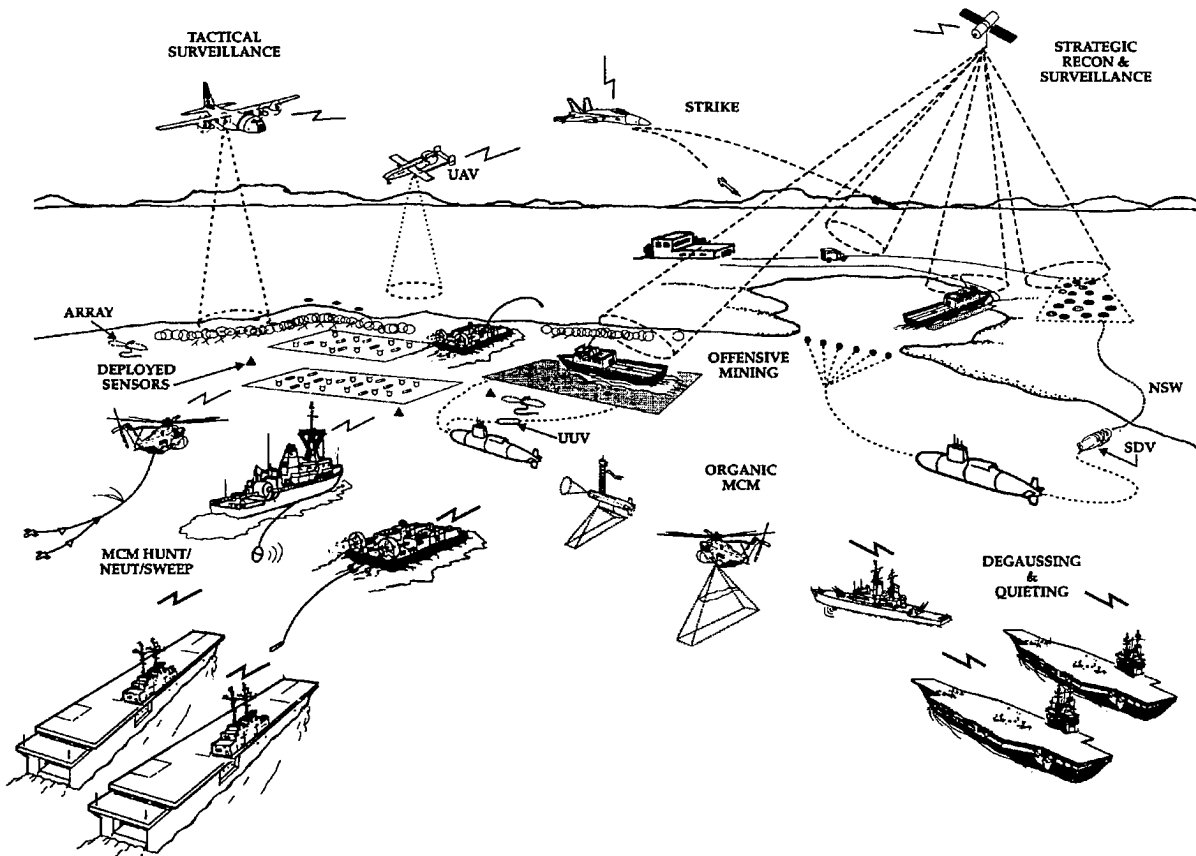 TACTICAL
SURVEILLANCE
STRATEGIC
RECON &
SURVEILLANCE
STRIKE
UAV
ARRAY
DEPLOYED
SENSORS
OFFENSIVE
MINING
NSW
UUV
SDV
ORGANIC
MCM
MCM HUNT/
NEUT/SWEEP
DEGAUSSING
&
QUIETING